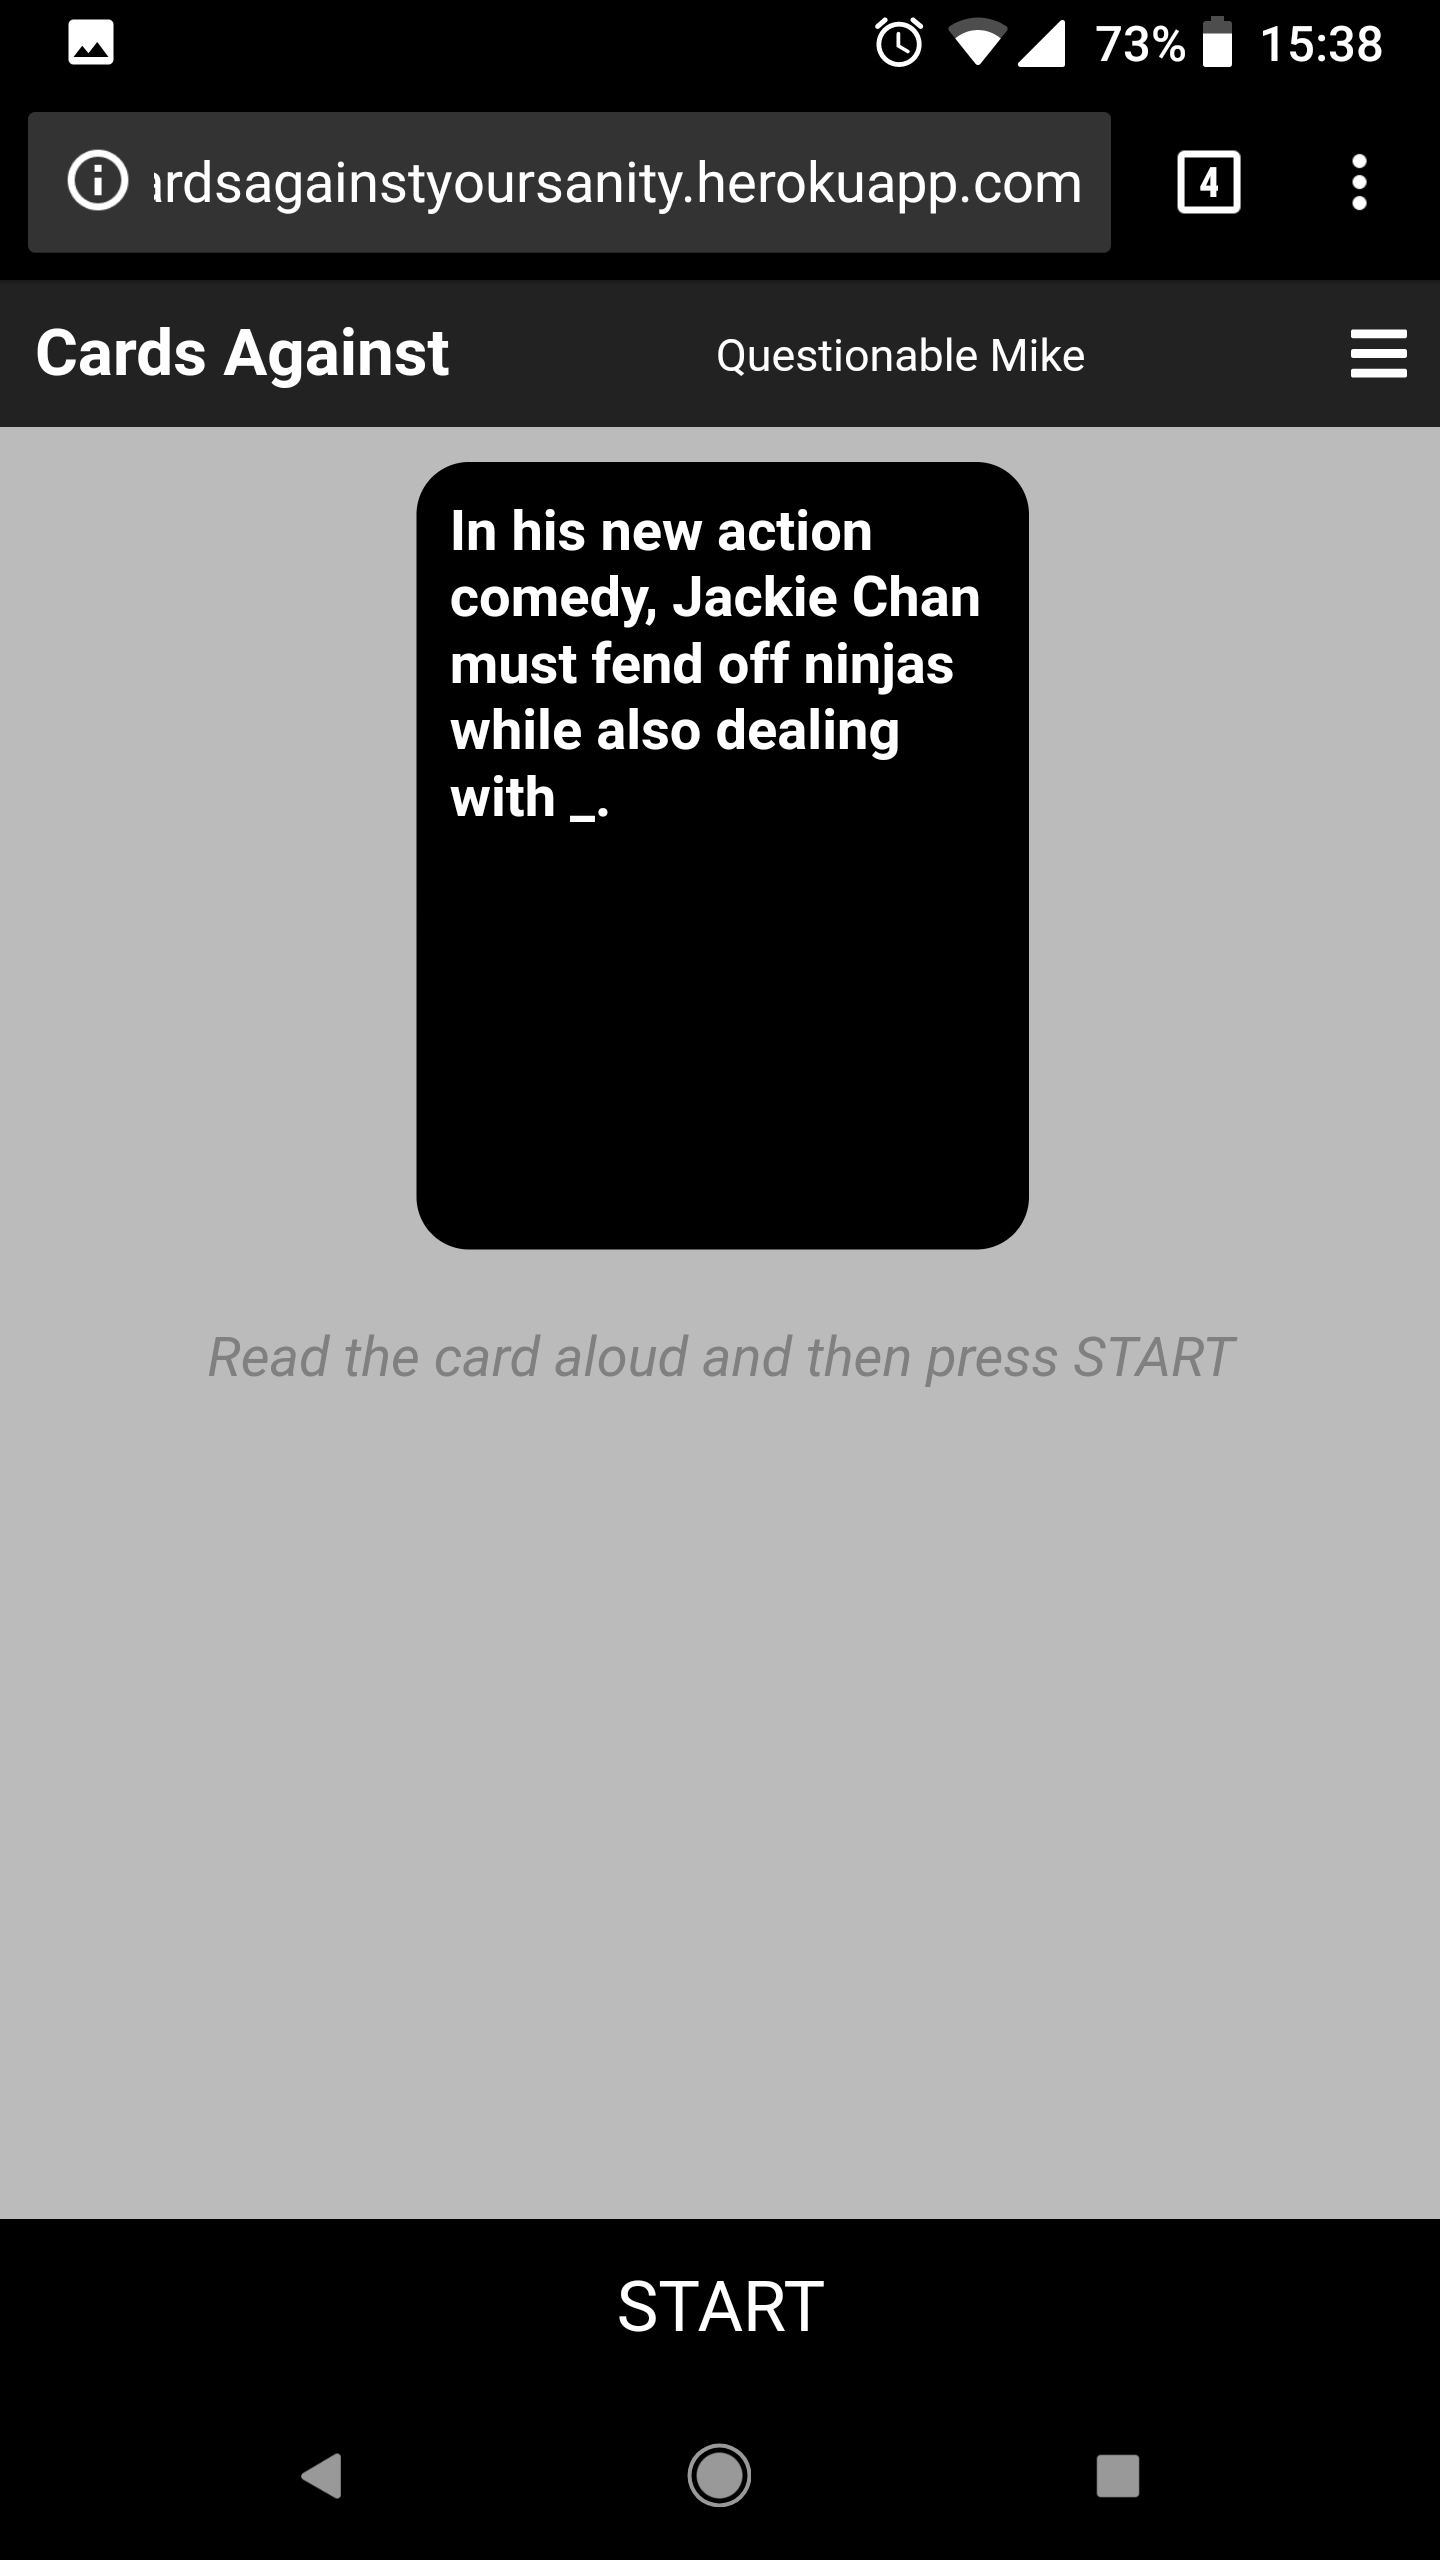 73% 15:38
ardsagainstyoursanity.herokuapp.com
4
Cards Against
Questionable Mike
In his new action
comedy, Jackie Chan
must fend off ninjas
while also dealing
with _.
Read the card aloud and then press START
START